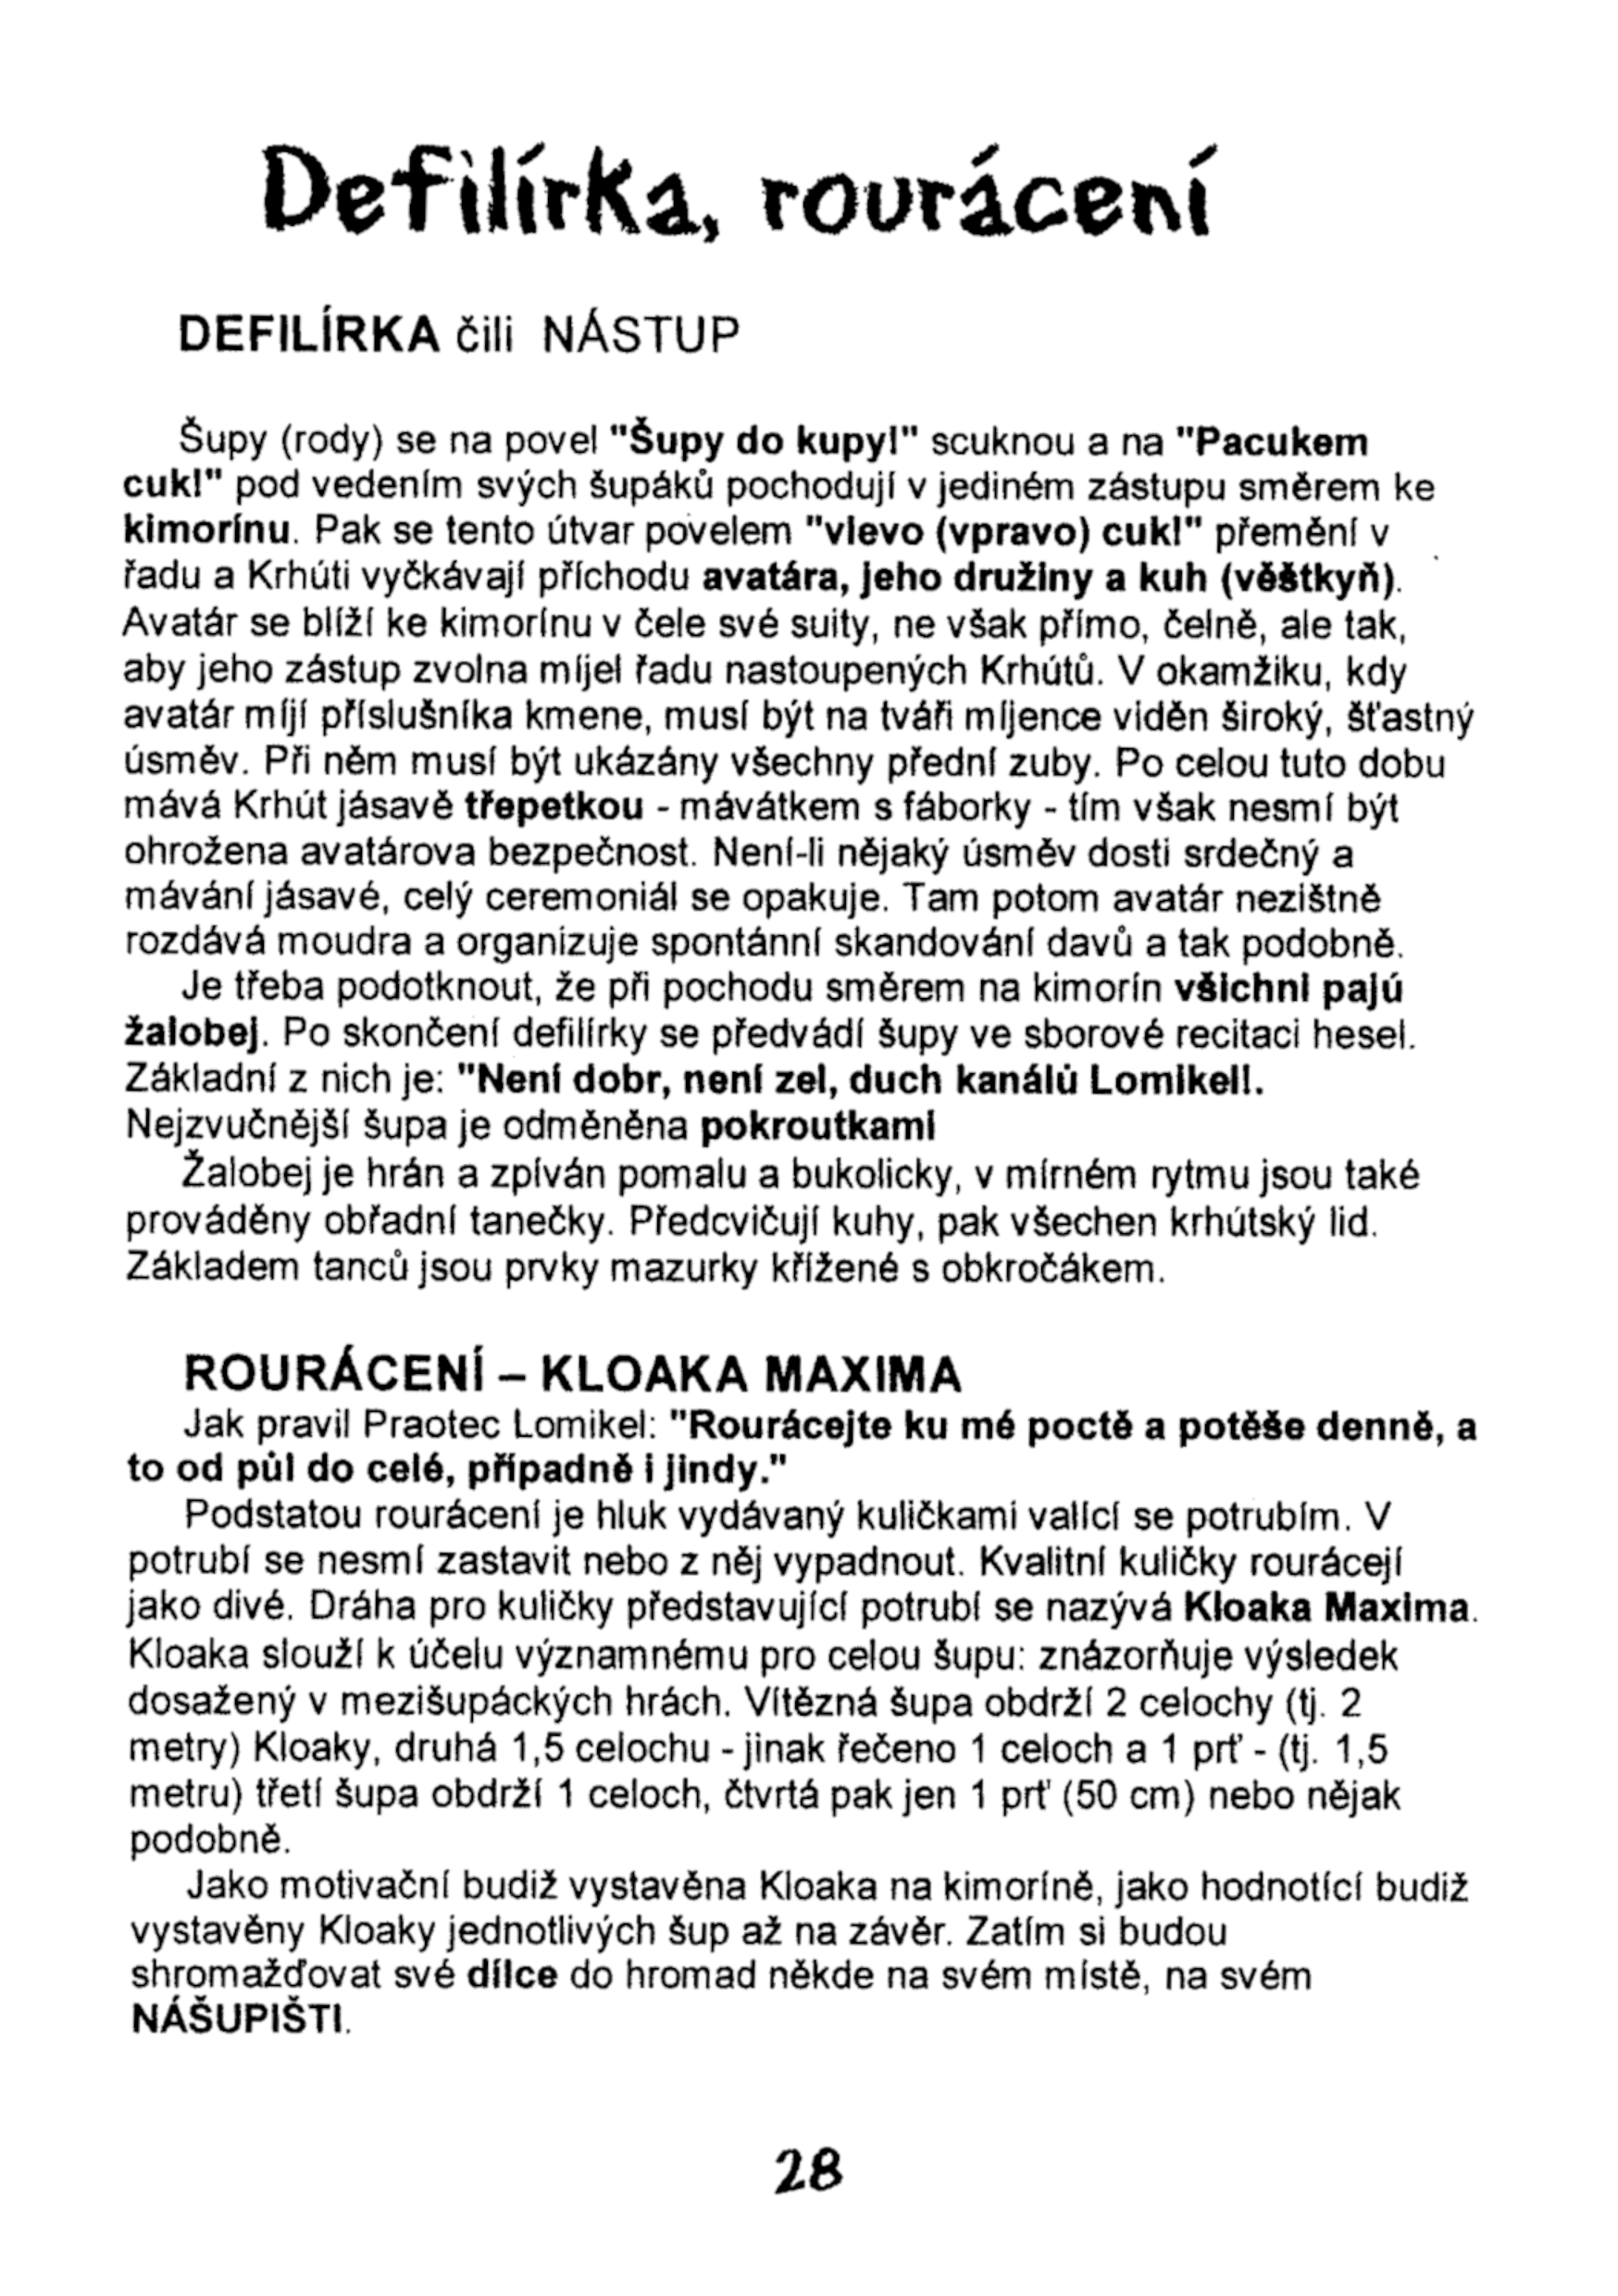 Defilírka, rourácení
DEFILÍRKA čili NÁSTUP
Šupy (rody) se na povel "Šupy do kupy!" scuknou a na "Pacukem
cuk!" pod vedením svých šupáků pochodují v jediném zástupu směrem ke
kimorínu. Pak se tento útvar povelem "vlevo (vpravo) cuk!" přemění v
řadu a Krhúti vyčkávají příchodu avatára, jeho družiny a kuh (věštkyň).
Avatár se blíží ke kimorínu v čele své suity, ne však přímo, čelně, ale tak,
aby jeho zástup zvolna míjel řadu nastoupených Krhútů. V okamžiku, kdy
avatár míjí příslušníka kmene, musí být na tváři míjence viděn široký, šťastný
úsměv. Při něm musí být ukázány všechny přední zuby. Po celou tuto dobu
mává Krhút jásavě třepetkou - mávátkem s fáborky - tím však nesmí být
ohrožena avatárova bezpečnost. Není-li nějaký úsměv dosti srdečný a
mávání jásavé, celý ceremoniál se opakuje. Tam potom avatár nezištně
rozdává moudra a organizuje spontánní skandování davů a tak podobně.
Je třeba podotknout, že při pochodu směrem na kimorín všichni pajú
žalobej. Po skončení defilírky se předvádí šupy ve sborové recitaci hesel.
Základní z nich je: "Není dobr, není zel, duch kanálů Lomikel!.
Nejzvučnější šupa je odměněna pokroutkami
Žalobej je hrán a zpíván pomalu a bukolicky, v mírném rytmu jsou také
prováděny obřadní tanečky. Předcvičují kuhy, pak všechen krhútský lid.
Základem tanců jsou prvky mazurky křížené s obkročákem.
ROURÁCENÍ – KLOAKA MAXIMA
Jak pravil Praotec Lomikel: "Rourácejte ku mé poctě a potěše denně, a
to od půl do celé, případně i jindy."
Podstatou rourácení je hluk vydávaný kuličkami valící se potrubím. V
potrubí se nesmí zastavit nebo z něj vypadnout. Kvalitní kuličky rourácejí
jako divé. Dráha pro kuličky představující potrubí se nazývá Kloaka Maxima.
Kloaka slouží k účelu významnému pro celou šupu: znázorňuje výsledek
dosažený v mezišupáckých hrách. Vítězná šupa obdrží 2 celochy (tj. 2
metry) Kloaky, druhá 1,5 celochu - jinak řečeno 1 celoch a 1 prť - (tj. 1,5
metru) třetí šupa obdrží 1 celoch, čtvrtá pak jen 1 prť (50 cm) nebo nějak
podobně.
Jako motivační budiž vystavěna Kloaka na kimoríně, jako hodnotící budiž
vystavěny Kloaky jednotlivých šup až na závěr. Zatím si budou
shromažďovat své dílce do hromad někde na svém místě, na svém
NÁŠUPIŠTI.
28